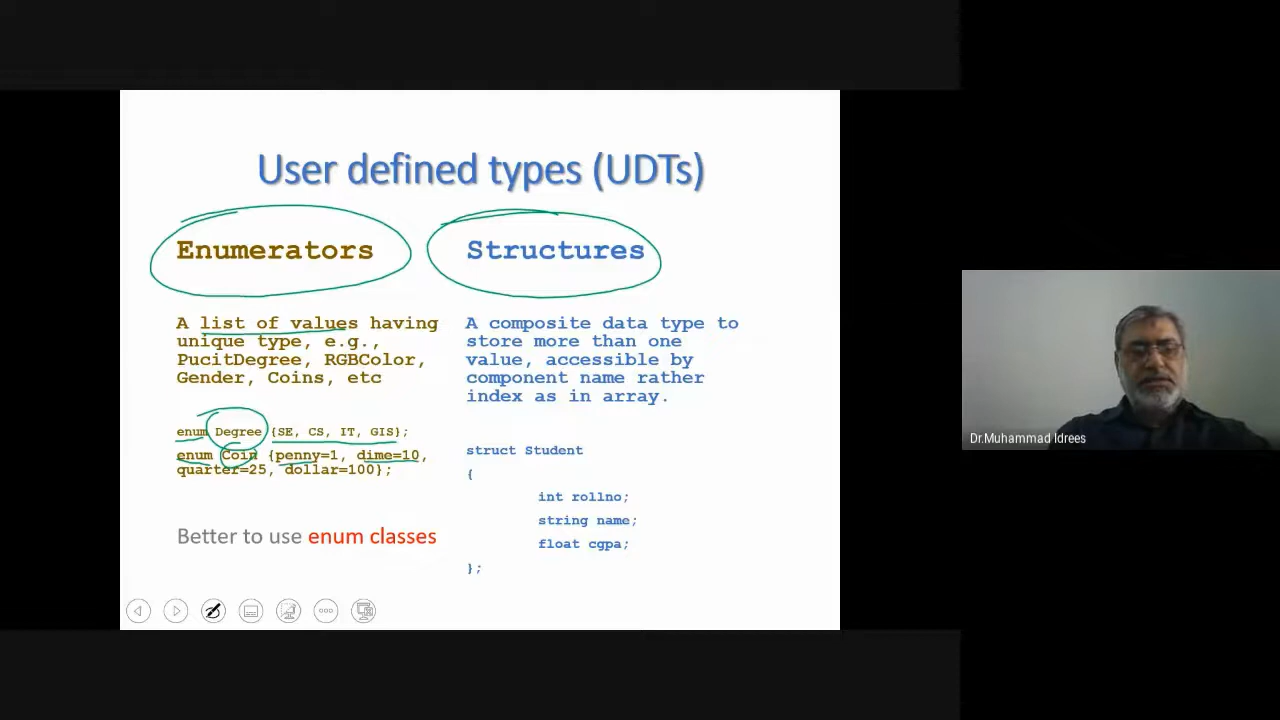 User defined types (UDTs)
Enumerators
A list of values having
unique type, e.g.,
PucitDegree, RGBColor,
Gender, Coins, etc
enum Degree {SE, CS, IT, GIS};
enum Coin {penny=1, dime=10,
quarter=25, dollar=100};
Better to use enum classes
Structures
A composite data type to
store more than one
value, accessible by
component name rather
index as in array.
struct Student
{
int rollno;
string name;
float cgpa;
};
Dr.Muhammad Idrees